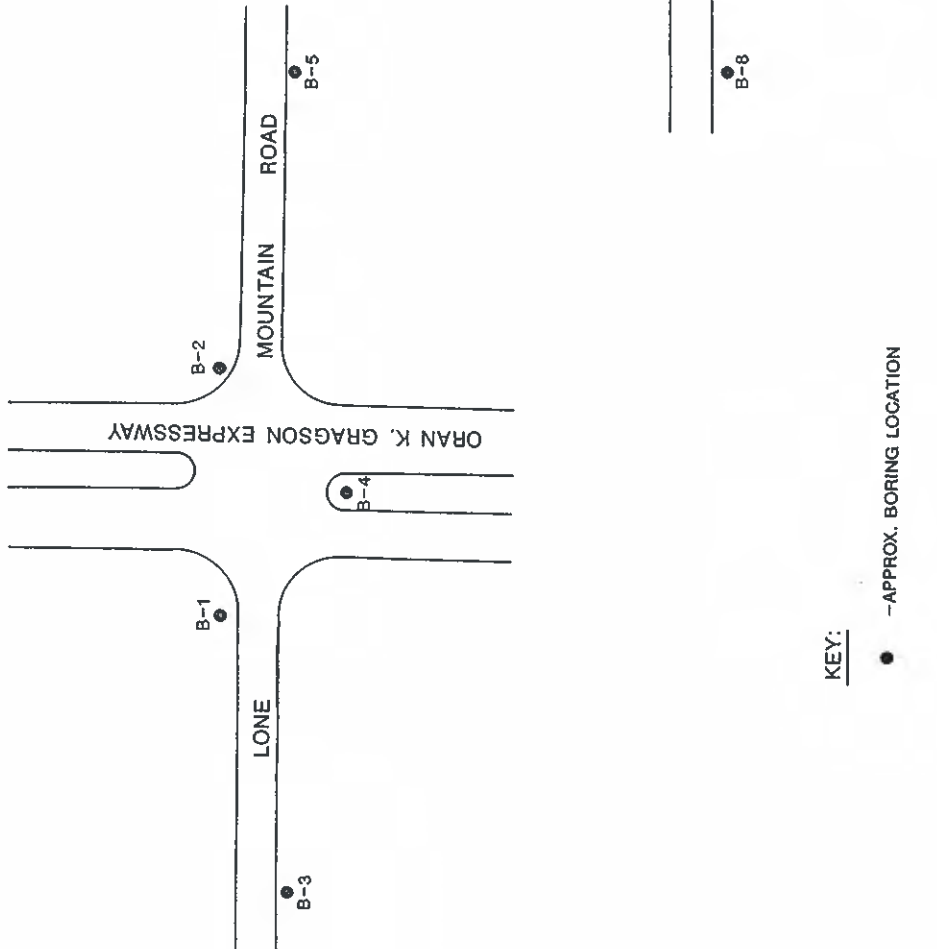 B-5
B-8
B-2
LONE MOUNTAIN ROAD
ORAN K. GRAGSON EXPRESSWAY
B-4
B-1
B-3
KEY:
-APPROX. BORING LOCATION